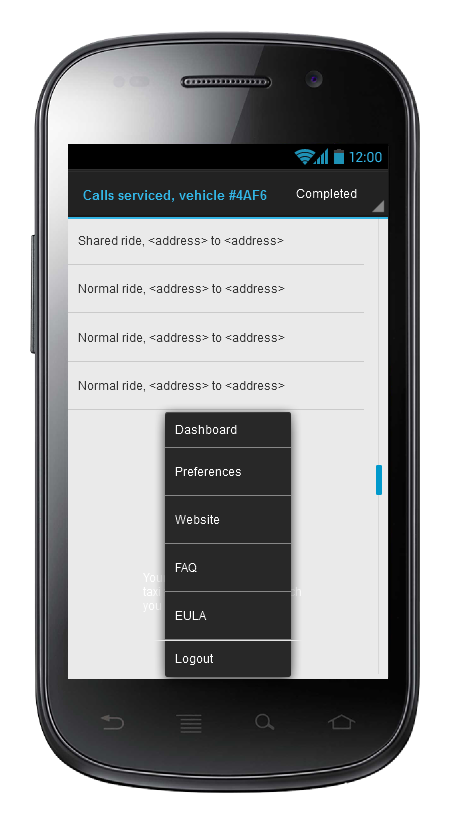 12:00
Calls serviced, vehicle #4AF6
Completed
Shared ride, <address> to <address>
Normal ride, <address> to <address>
Normal ride, <address> to <address>
Normal ride, <address> to <address>
Dashboard
Preferences
Website
FAQ
EULA
Logout